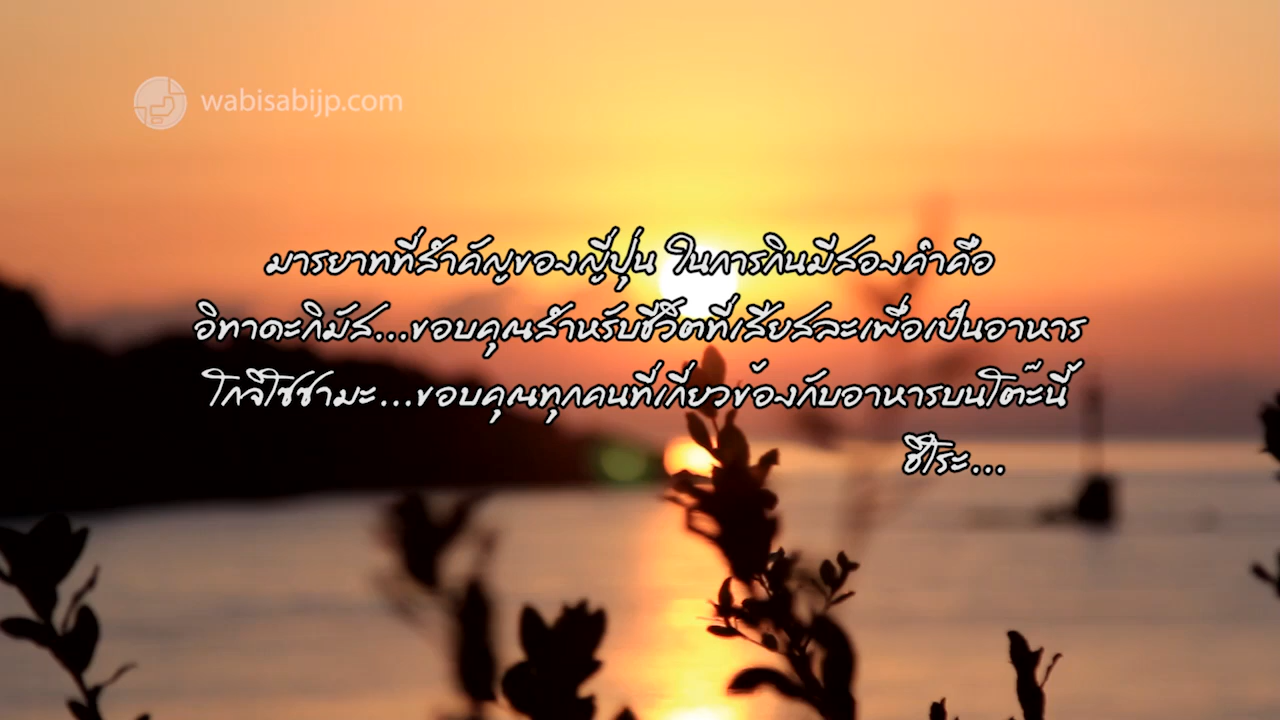 wabisabijp.com
มารยาทที่สำคัญของญี่ปุ่น ในการกินมีสองคำคือ
อิทาดะกิมัส...ขอบคุณสำหรับชีวิตที่เสียสละเพื่อเป็นอาหาร
โกจิโซซามะ...ขอบคุณทุกคนที่เกี่ยวข้องกับอาหารบนโต๊ะนี้
ฮิโระ...